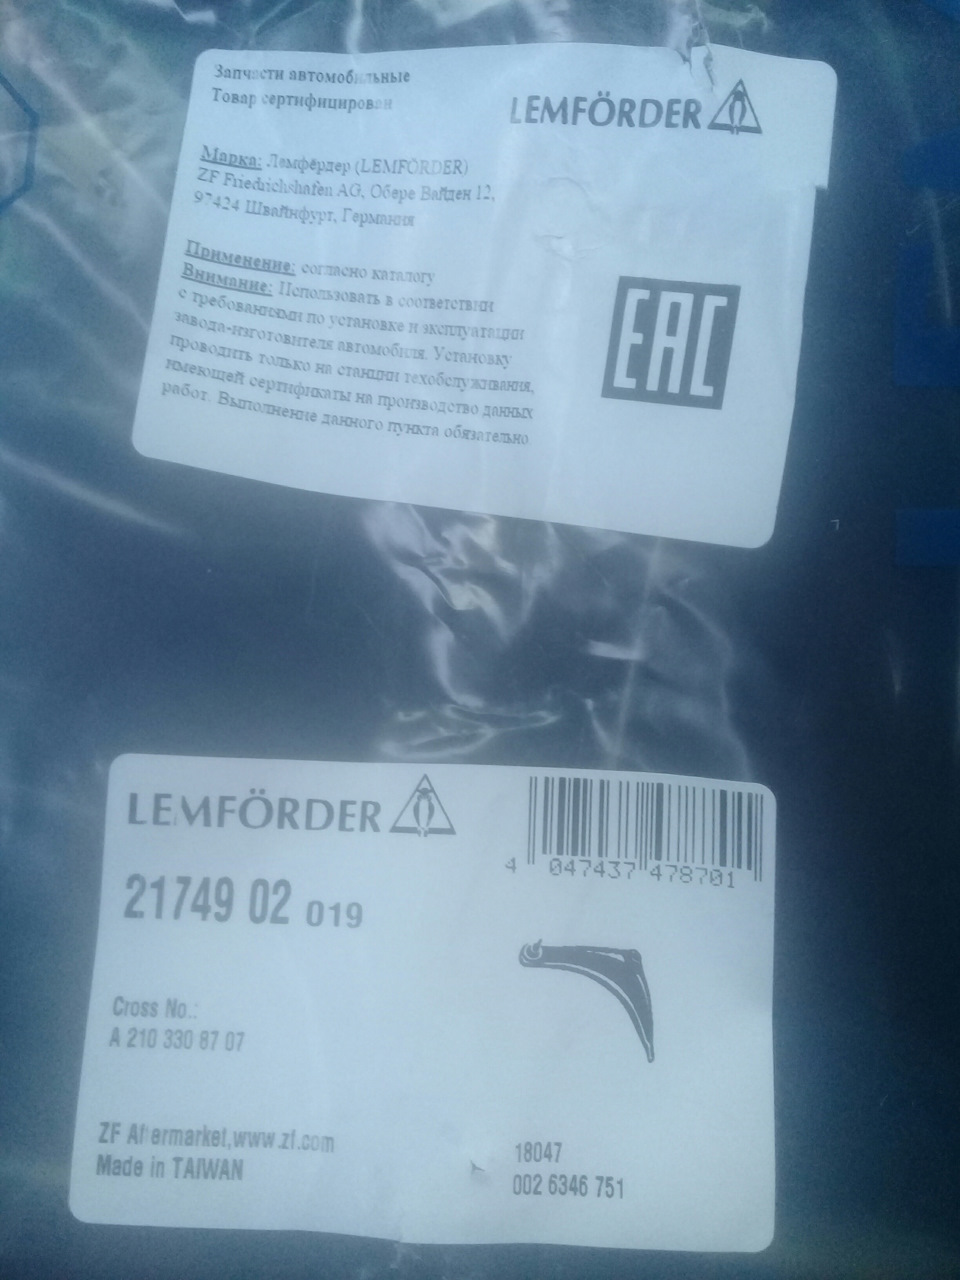 Запчасти автомобильные
Товар сертифицирован
LEMFÖRDER
Марка: Лемфёрдер (LEMFÖRDER)
ZF Friedrichshafen AG, Обере Вайден 12,
97424 Швайнфурт, Германия
Применение: согласно каталогу
Внимание: Использовать в соответствии
с требованиями по установке и эксплуатации
завода-изготовителя автомобиля. Установку
проводить только на станции техобслуживания,
имеющей сертификаты на производство данных
работ. Выполнение данного пункта обязательно
EAC
LEMFÖRDER
4 047437 478701
21749 02 019
Cross No.:
A 210 330 87 07
ZF Aftermarket,www.zf.com
Made in TAIWAN
18047
002 6346 751